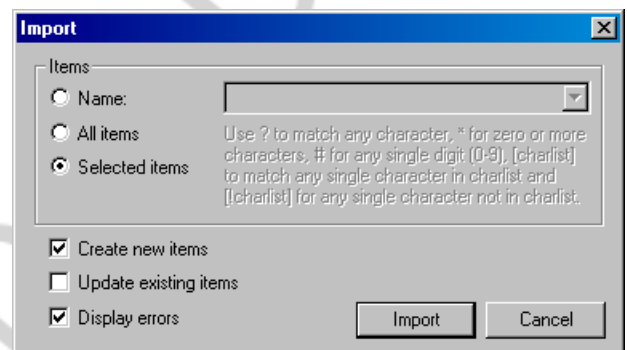 Import
Items
Name:
All items
Selected items
Use ? to match any character, * for zero or more
characters, # for any single digit (0-9), [charlist]
to match any single character in charlist and
[!charlist] for any single character not in charlist.
Create new items
Update existing items
Display errors
Import
Cancel